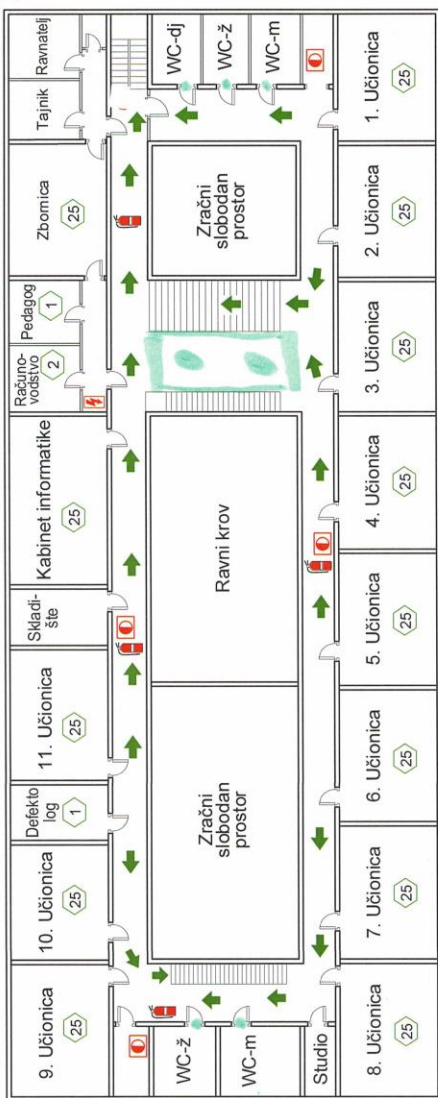 9. Učionica
25
10. Učionica
25
Defekto
log
1
11. Učionica
25
Skladi-
šte
Kabinet informatike
25
Računo-
vodstvo
2
Pedagog
1
Zbornica
25
Tajnik
Ravnatelj
WC-ž
WC-m
Studio
Zračni
slobodan
prostor
Ravni krov
Zračni
slobodan
prostor
WC-dj
WC-ž
WC-m
8. Učionica
25
7. Učionica
25
6. Učionica
25
5. Učionica
25
4. Učionica
25
3. Učionica
25
2. Učionica
25
1. Učionica
25